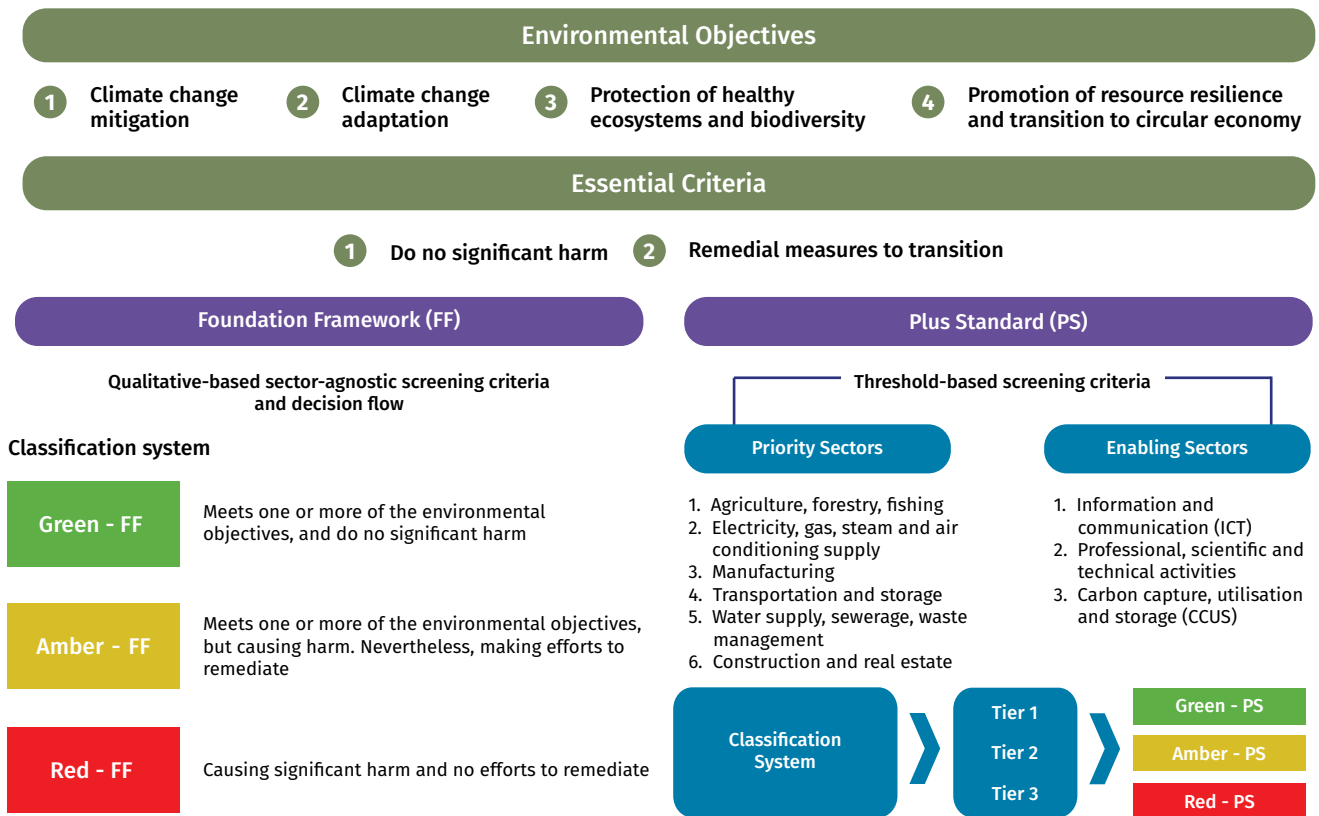 Environmental Objectives
1 Climate change
mitigation
2 Climate change
adaptation
3 Protection of healthy
ecosystems and biodiversity
4 Promotion of resource resilience
and transition to circular economy
Essential Criteria
1 Do no significant harm
2 Remedial measures to transition
Foundation Framework (FF)
Qualitative-based sector-agnostic screening criteria
and decision flow
Classification system
Green - FF
Meets one or more of the environmental
objectives, and do no significant harm
Amber - FF
Meets one or more of the environmental objectives,
but causing harm. Nevertheless, making efforts to
remediate
Red - FF
Causing significant harm and no efforts to remediate
Plus Standard (PS)
Threshold-based screening criteria
Priority Sectors
1. Agriculture, forestry, fishing
2. Electricity, gas, steam and air
conditioning supply
3. Manufacturing
4. Transportation and storage
5. Water supply, sewerage, waste
management
6. Construction and real estate
Enabling Sectors
1. Information and
communication (ICT)
2. Professional, scientific and
technical activities
3. Carbon capture, utilisation
and storage (CCUS)
Classification
System
Tier 1
Tier 2
Tier 3
Green - PS
Amber - PS
Red - PS